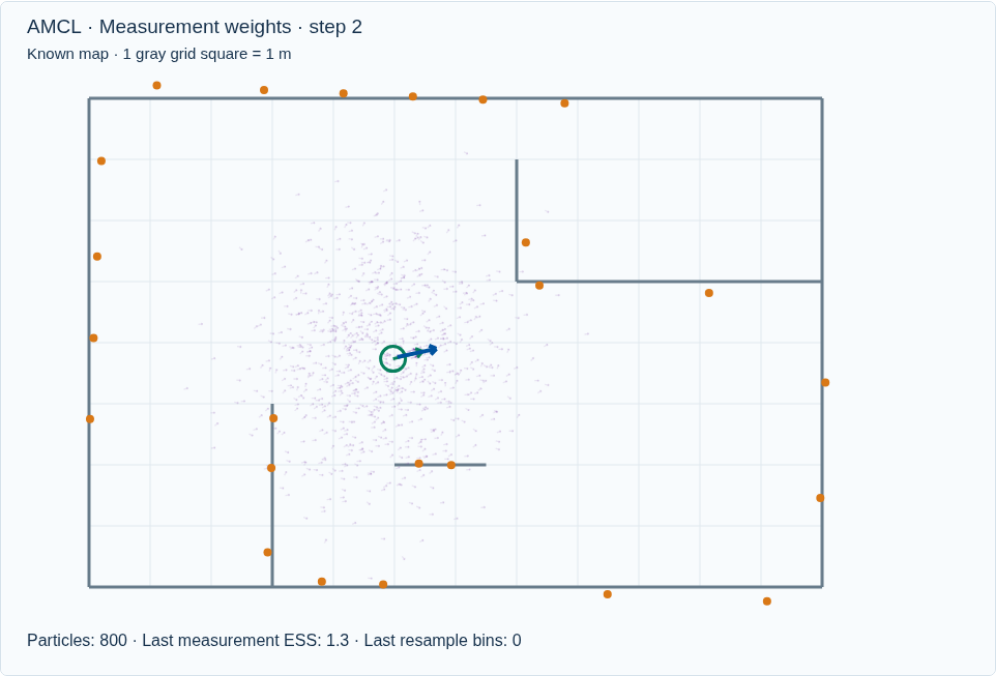 AMCL · Measurement weights · step 2
Known map · 1 gray grid square = 1 m
Particles: 800 · Last measurement ESS: 1.3 · Last resample bins: 0